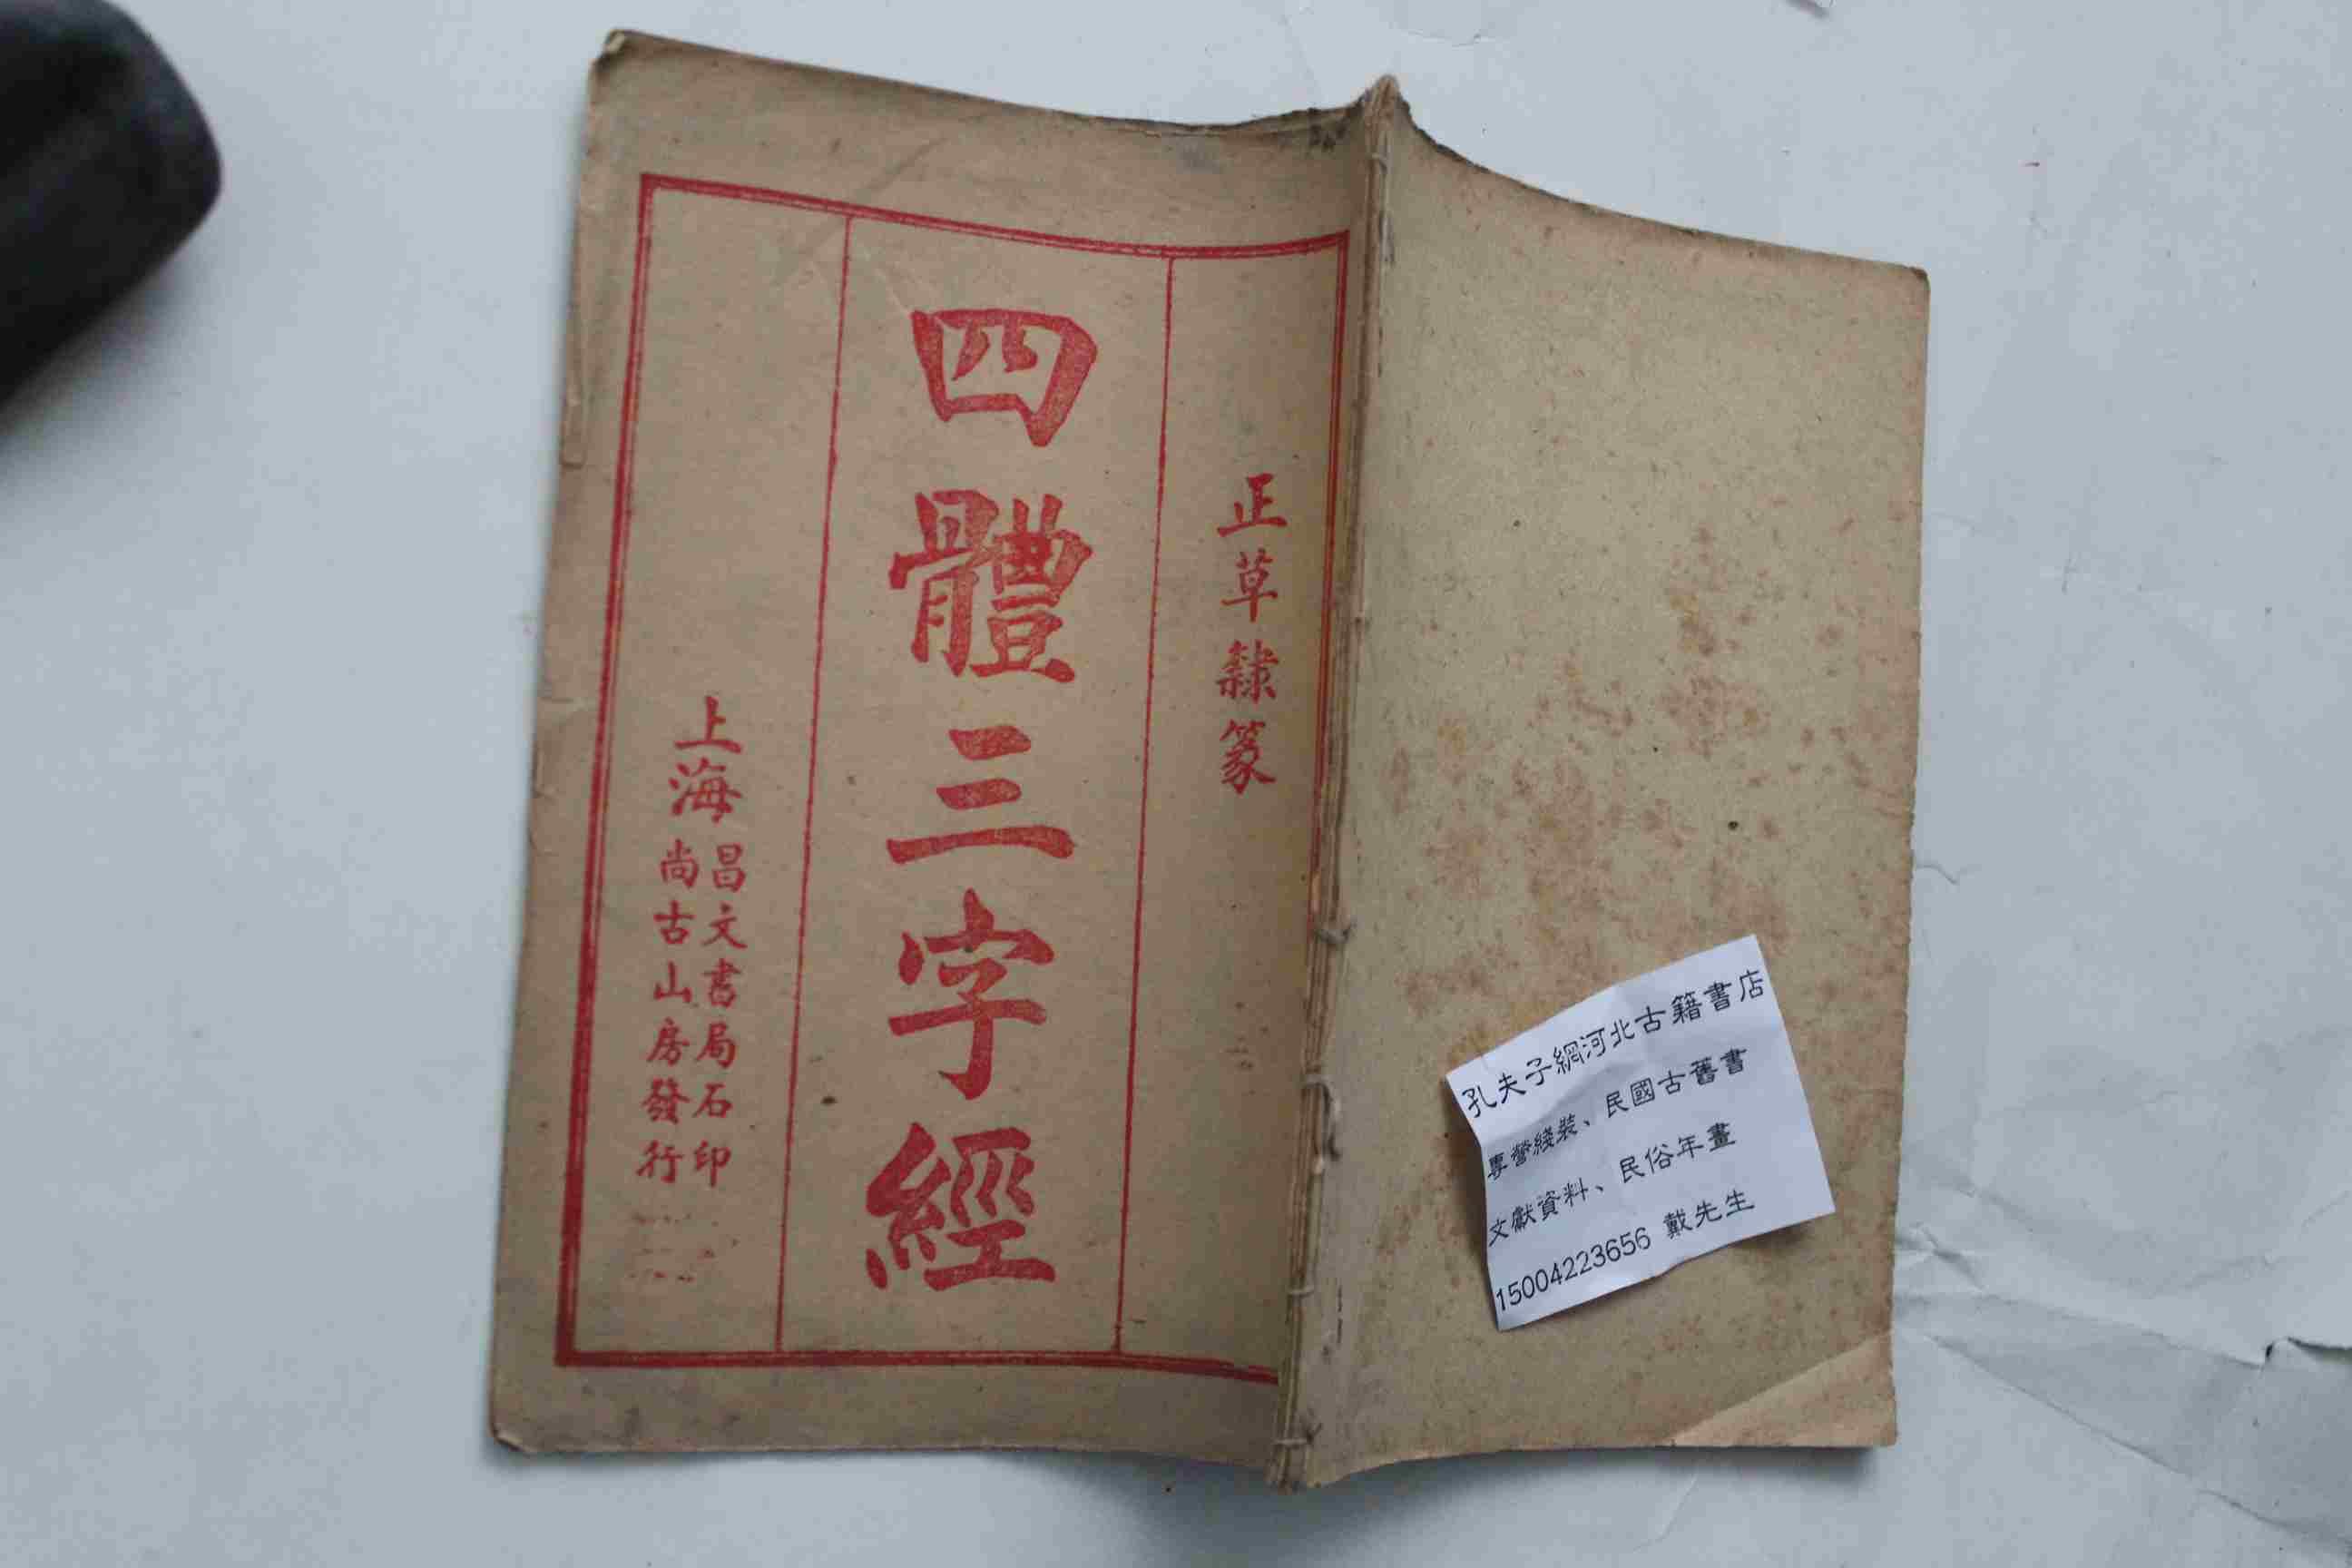 正草隸篆
四體三字經
上海
昌文書局石印
尚古山房發行
孔夫子網河北古籍書店
專營綫裝、民國古舊書
文獻資料、民俗年畫
15004223656 戴先生